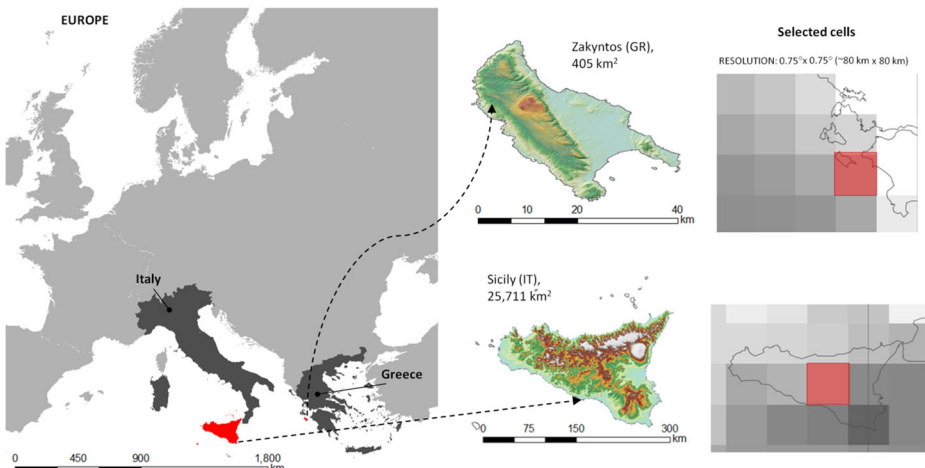 EUROPE
Italy
Greece
0 450 900 1,800
km
Zakyntos (GR),
405 km²
0 10 20 40
km
Sicily (IT),
25,711 km²
0 75 150 300
km
Selected cells
RESOLUTION: 0.75°x 0.75° (~80 km x 80 km)